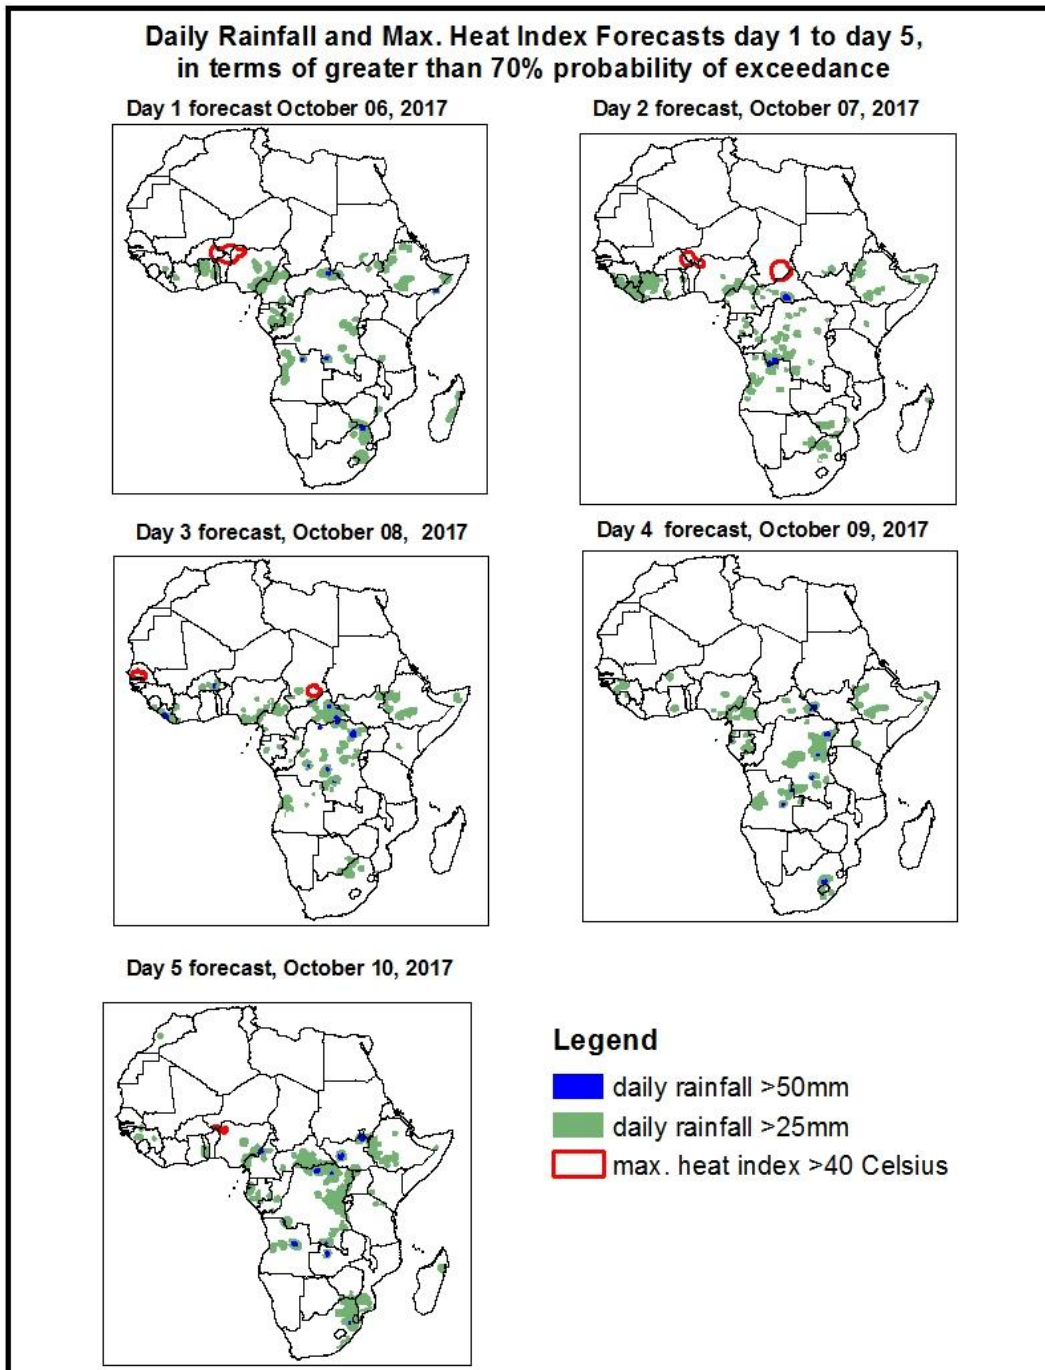 Daily Rainfall and Max. Heat Index Forecasts day 1 to day 5,
in terms of greater than 70% probability of exceedance
Day 1 forecast October 06, 2017
Day 2 forecast, October 07, 2017
Day 3 forecast, October 08, 2017
Day 4 forecast, October 09, 2017
Day 5 forecast, October 10, 2017
Legend
daily rainfall >50mm
daily rainfall >25mm
max. heat index >40 Celsius